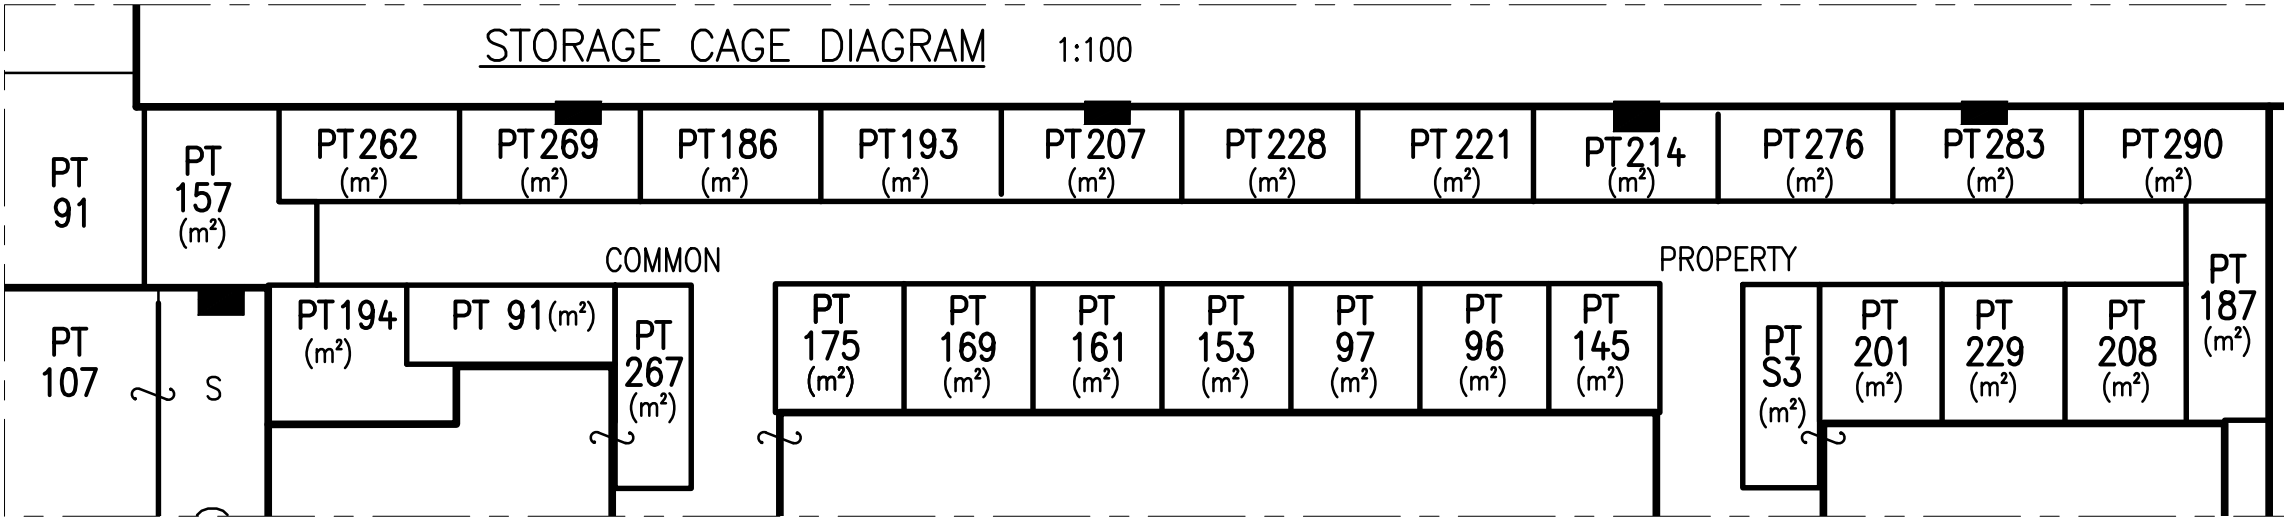 STORAGE CAGE DIAGRAM 1:100
PT
91
PT
157
(m²)
PT262
(m²)
PT269
(m²)
PT186
(m²)
PT193
(m²)
PT207
(m²)
PT228
(m²)
PT221
(m²)
PT214
(m²)
PT276
(m²)
PT283
(m²)
PT290
(m²)
COMMON
PROPERTY
PT
107
S
PT194
(m²)
PT 91(m²)
PT
267
(m²)
PT
175
(m²)
PT
169
(m²)
PT
161
(m²)
PT
153
(m²)
PT
97
(m²)
PT
96
(m²)
PT
145
(m²)
PT
S3
(m²)
PT
201
(m²)
PT
229
(m²)
PT
208
(m²)
PT
187
(m²)